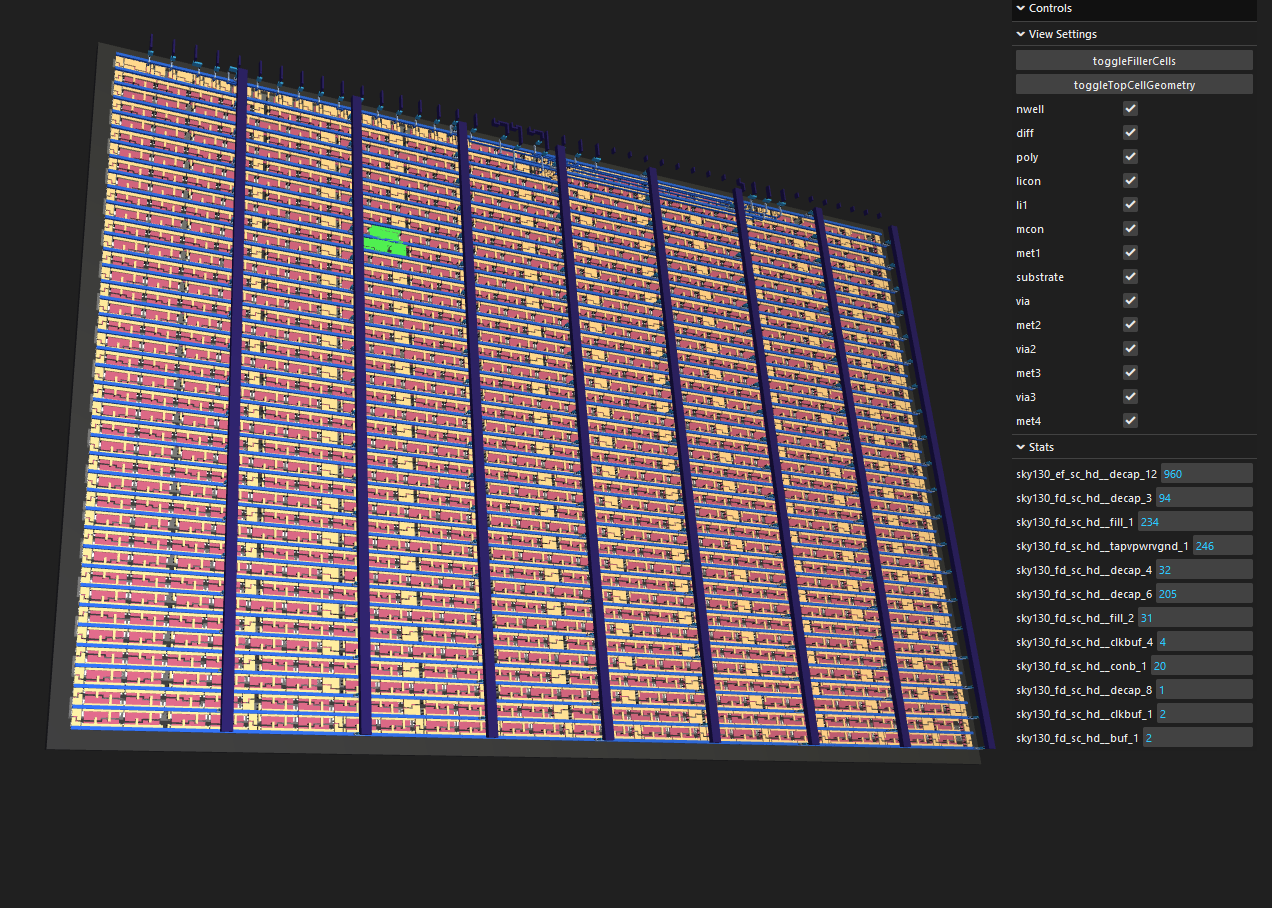 Controls
View Settings
toggleFillerCells
toggleTopCellGeometry
nwell
diff
poly
licon
li1
mcon
met1
substrate
via
met2
via2
met3
via3
met4
Stats
sky130_ef_sc_hd__decap_12 960
sky130_fd_sc_hd__decap_3 94
sky130_fd_sc_hd__fill_1 234
sky130_fd_sc_hd__tapvpwrvgnd_1 246
sky130_fd_sc_hd__decap_4 32
sky130_fd_sc_hd__decap_6 205
sky130_fd_sc_hd__fill_2 31
sky130_fd_sc_hd__clkbuf_4 4
sky130_fd_sc_hd__conb_1 20
sky130_fd_sc_hd__decap_8 1
sky130_fd_sc_hd__clkbuf_1 2
sky130_fd_sc_hd__buf_1 2